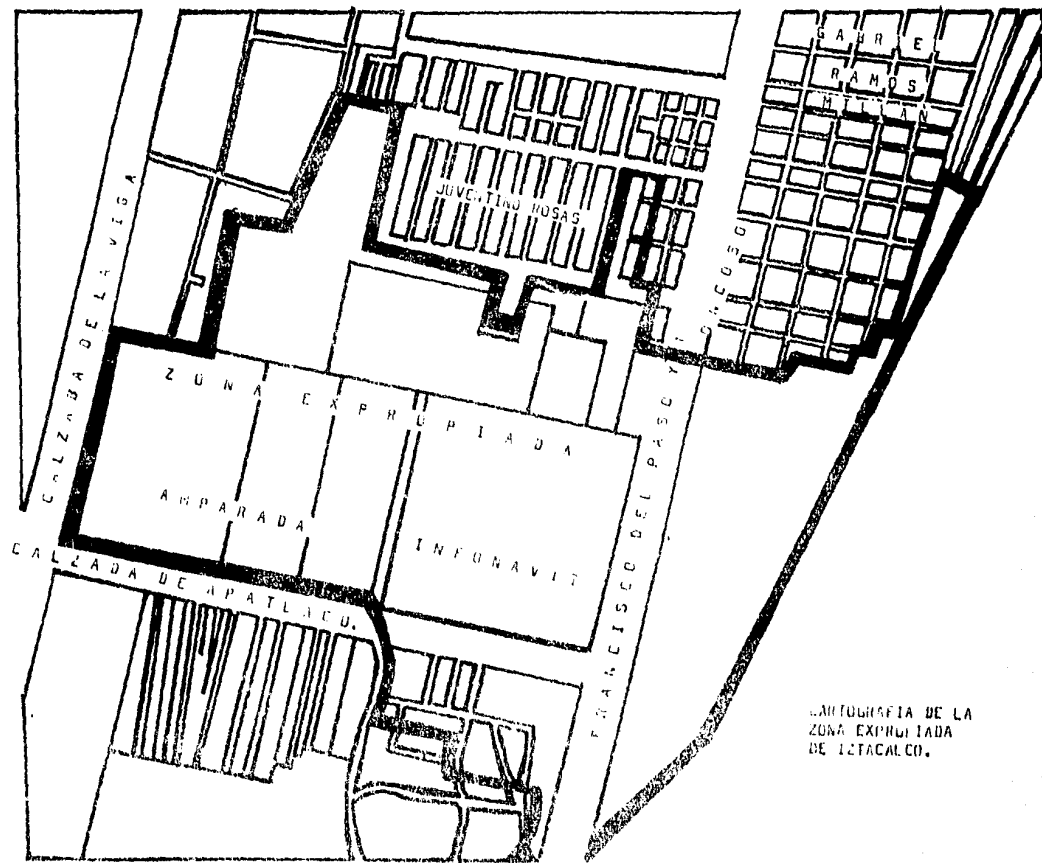 GABRIEL
RAMOS
MILLAN
JUVENTINO ROSAS
CALZADA DE LA VIGA
ZONA EXPROPIADA
AMPARADA
INFONAVIT
CALZADA DE APATLACO.
FRANCISCO DEL PASO Y TRONCOSO
CARTOGRAFIA DE LA
ZONA EXPROPIADA
DE IZTACALCO.